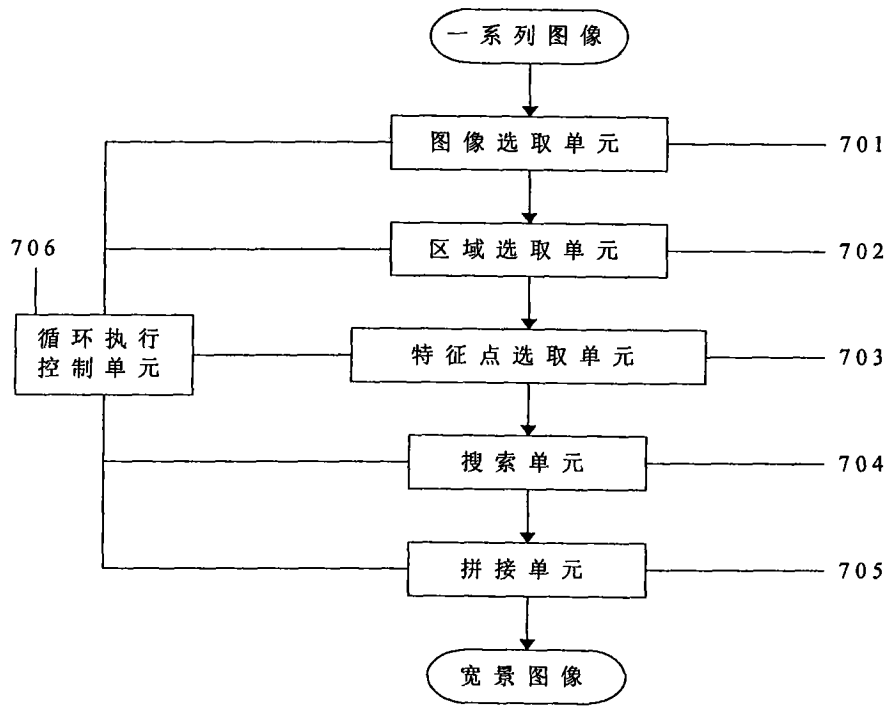 一系列图像
图像选取单元
701
区域选取单元
702
706
循环执行
控制单元
特征点选取单元
703
搜索单元
704
拼接单元
705
宽景图像